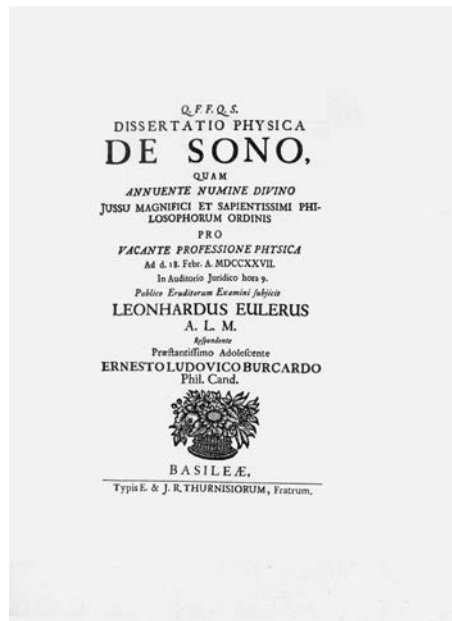 Q. F. F. Q. S.
DISSERTATIO PHYSICA
DE SONO,
QUAM
ANNUENTE NUMINE DIVINO
JUSSU MAGNIFICI ET SAPIENTISSIMI PHI-
LOSOPHORUM ORDINIS
PRO
VACANTE PROFESSIONE PHYSICA
Ad d. 18. Febr. A. MDCCXXVII.
In Auditorio Juridico hora 9.
Publico Eruditorum Examini ſubjicit
LEONHARDUS EULERUS
A. L. M.
Reſpondente
Præſtantiſſimo Adoleſcente
ERNESTO LUDOVICO BURCARDO
Phil. Cand.
BASILEÆ,
Typis E. & J. R. THURNISIORUM, Fratrum.